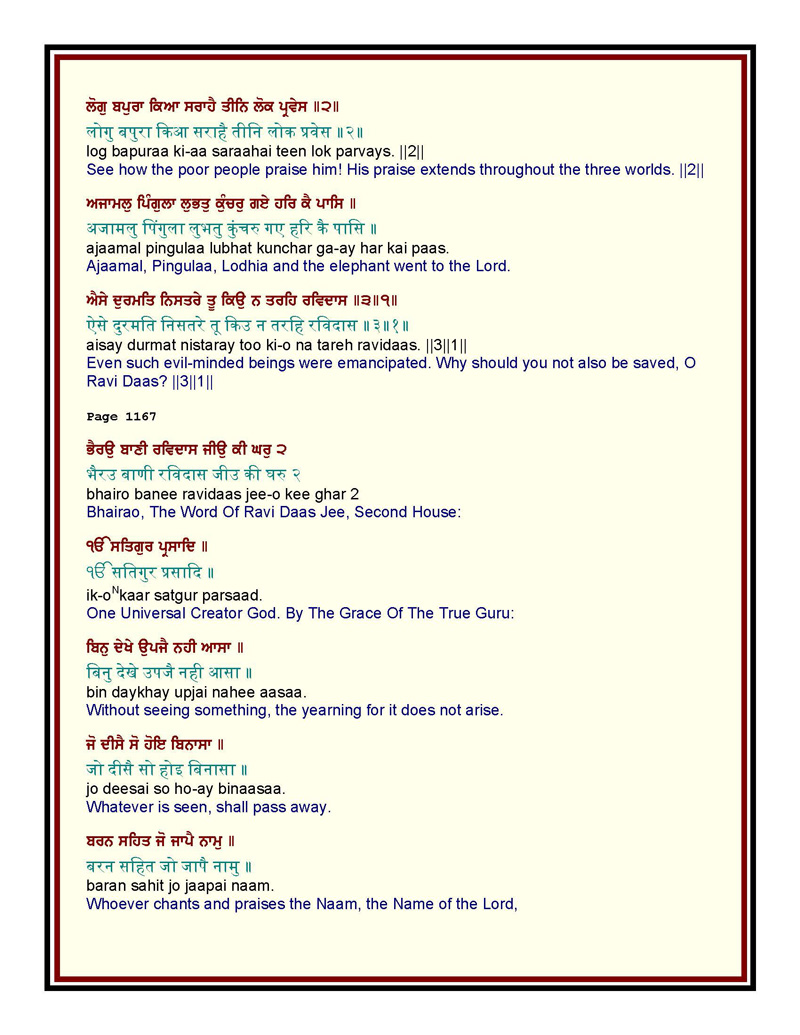 ਲੋਗੁ ਬਪੁਰਾ ਕਿਆ ਸਰਾਹੈ ਤੀਨਿ ਲੋਕ ਪ੍ਰਵੇਸ ॥੨॥
लोगु बपुरा किआ सराहै तीनि लोक प्रवेस ॥२॥
log bapuraa ki-aa saraahai teen lok parvays. ||2||
See how the poor people praise him! His praise extends throughout the three worlds. ||2||
ਅਜਾਮਲੁ ਪਿੰਗੁਲਾ ਲੁਭਤੁ ਕੁੰਚਰੁ ਗਏ ਹਰਿ ਕੈ ਪਾਸਿ ॥
अजामलु पिंगुला लुभतु कुंचरु गए हरि कै पासि ॥
ajaamal pingulaa lubhat kunchar ga-ay har kai paas.
Ajaamal, Pingulaa, Lodhia and the elephant went to the Lord.
ਐਸੇ ਦੁਰਮਤਿ ਨਿਸਤਰੇ ਤੂ ਕਿਉ ਨ ਤਰਹਿ ਰਵਿਦਾਸ ॥੩॥੧॥
ऐसे दुरमति निसतरे तू किउ न तरहि रविदास ॥३॥१॥
aisay durmat nistaray too ki-o na tareh ravidaas. ||3||1||
Even such evil-minded beings were emancipated. Why should you not also be saved, O
Ravi Daas? ||3||1||
Page 1167
ਭੈਰਉ ਬਾਣੀ ਰਵਿਦਾਸ ਜੀਉ ਕੀ ਘਰੁ ੨
भैरउ बाणी रविदास जीउ की घरु २
bhairo banee ravidaas jee-o kee ghar 2
Bhairao, The Word Of Ravi Daas Jee, Second House:
ੴ ਸਤਿਗੁਰ ਪ੍ਰਸਾਦਿ ॥
ੴ सतिगुर प्रसादि ॥
ik-oNkaar satgur parsaad.
One Universal Creator God. By The Grace Of The True Guru:
ਬਿਨੁ ਦੇਖੇ ਉਪਜੈ ਨਹੀ ਆਸਾ ॥
बिनु देखे उपजै नही आसा ॥
bin daykhay upjai nahee aasaa.
Without seeing something, the yearning for it does not arise.
ਜੋ ਦੀਸੈ ਸੋ ਹੋਇ ਬਿਨਾਸਾ ॥
जो दीसै सो होइ बिनासा ॥
jo deesai so ho-ay binaasaa.
Whatever is seen, shall pass away.
ਬਰਨ ਸਹਿਤ ਜੋ ਜਾਪੈ ਨਾਮੁ ॥
बरन सहित जो जापै नामु ॥
baran sahit jo jaapai naam.
Whoever chants and praises the Naam, the Name of the Lord,